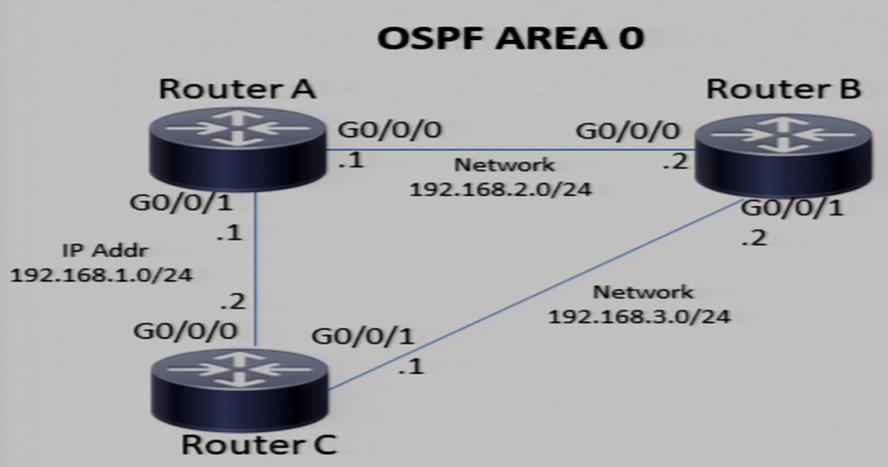 OSPF AREA 0
Router A
Router B
G0/0/0
G0/0/0
.1
Network
.2
192.168.2.0/24
G0/0/1
G0/0/1
.1
.2
IP Addr
192.168.1.0/24
Network
.2
192.168.3.0/24
G0/0/0
G0/0/1
.1
Router C